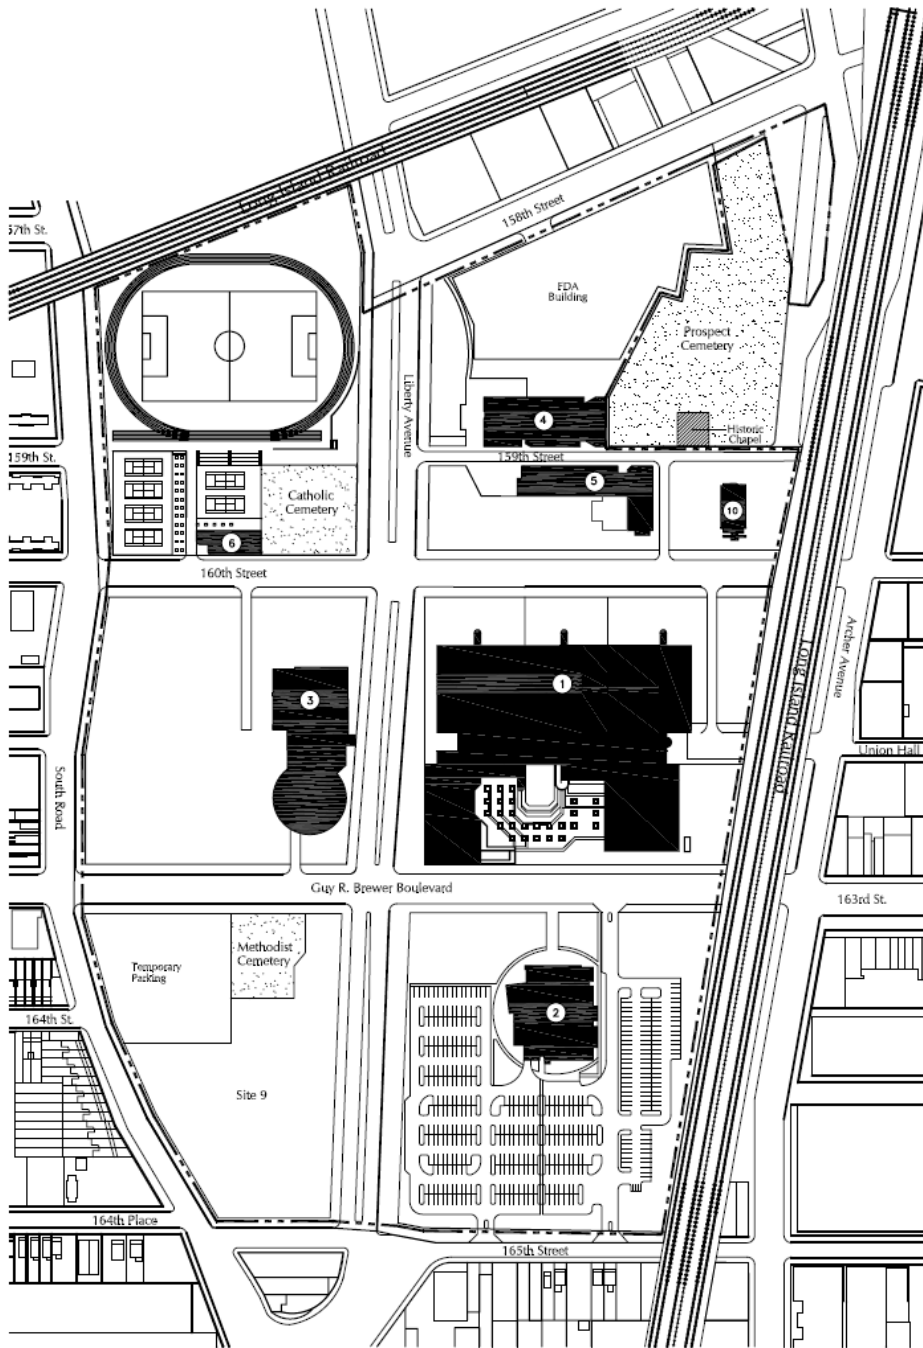 Long Island Railroad
57th St.
158th Street
FDA
Building
Prospect
Cemetery
Liberty Avenue
4
Historic
Chapel
159th St.
159th Street
Catholic
Cemetery
5
10
6
160th Street
Archer Avenue
Long Island Railroad
3
1
Union Hall
South Road
Guy R. Brewer Boulevard
163rd St.
Methodist
Cemetery
Temporary
Parking
2
164th St.
Site 9
164th Place
165th Street